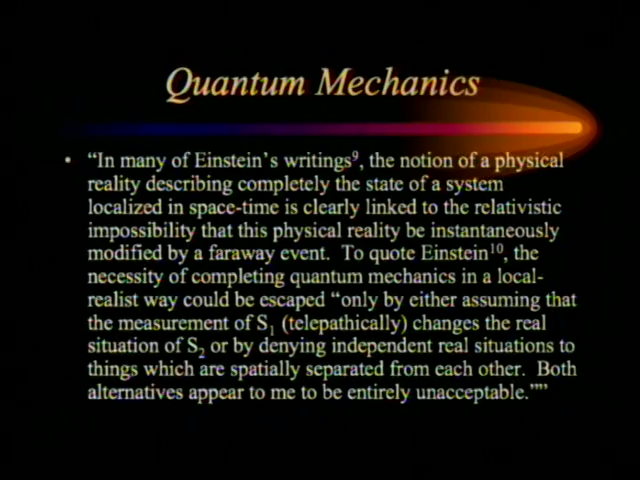 Quantum Mechanics
• “In many of Einstein’s writings⁹, the notion of a physical
reality describing completely the state of a system
localized in space-time is clearly linked to the relativistic
impossibility that this physical reality be instantaneously
modified by a faraway event.  To quote Einstein¹⁰, the
necessity of completing quantum mechanics in a local-
realist way could be escaped “only by either assuming that
the measurement of S₁ (telepathically) changes the real
situation of S₂ or by denying independent real situations to
things which are spatially separated from each other.  Both
alternatives appear to me to be entirely unacceptable.””